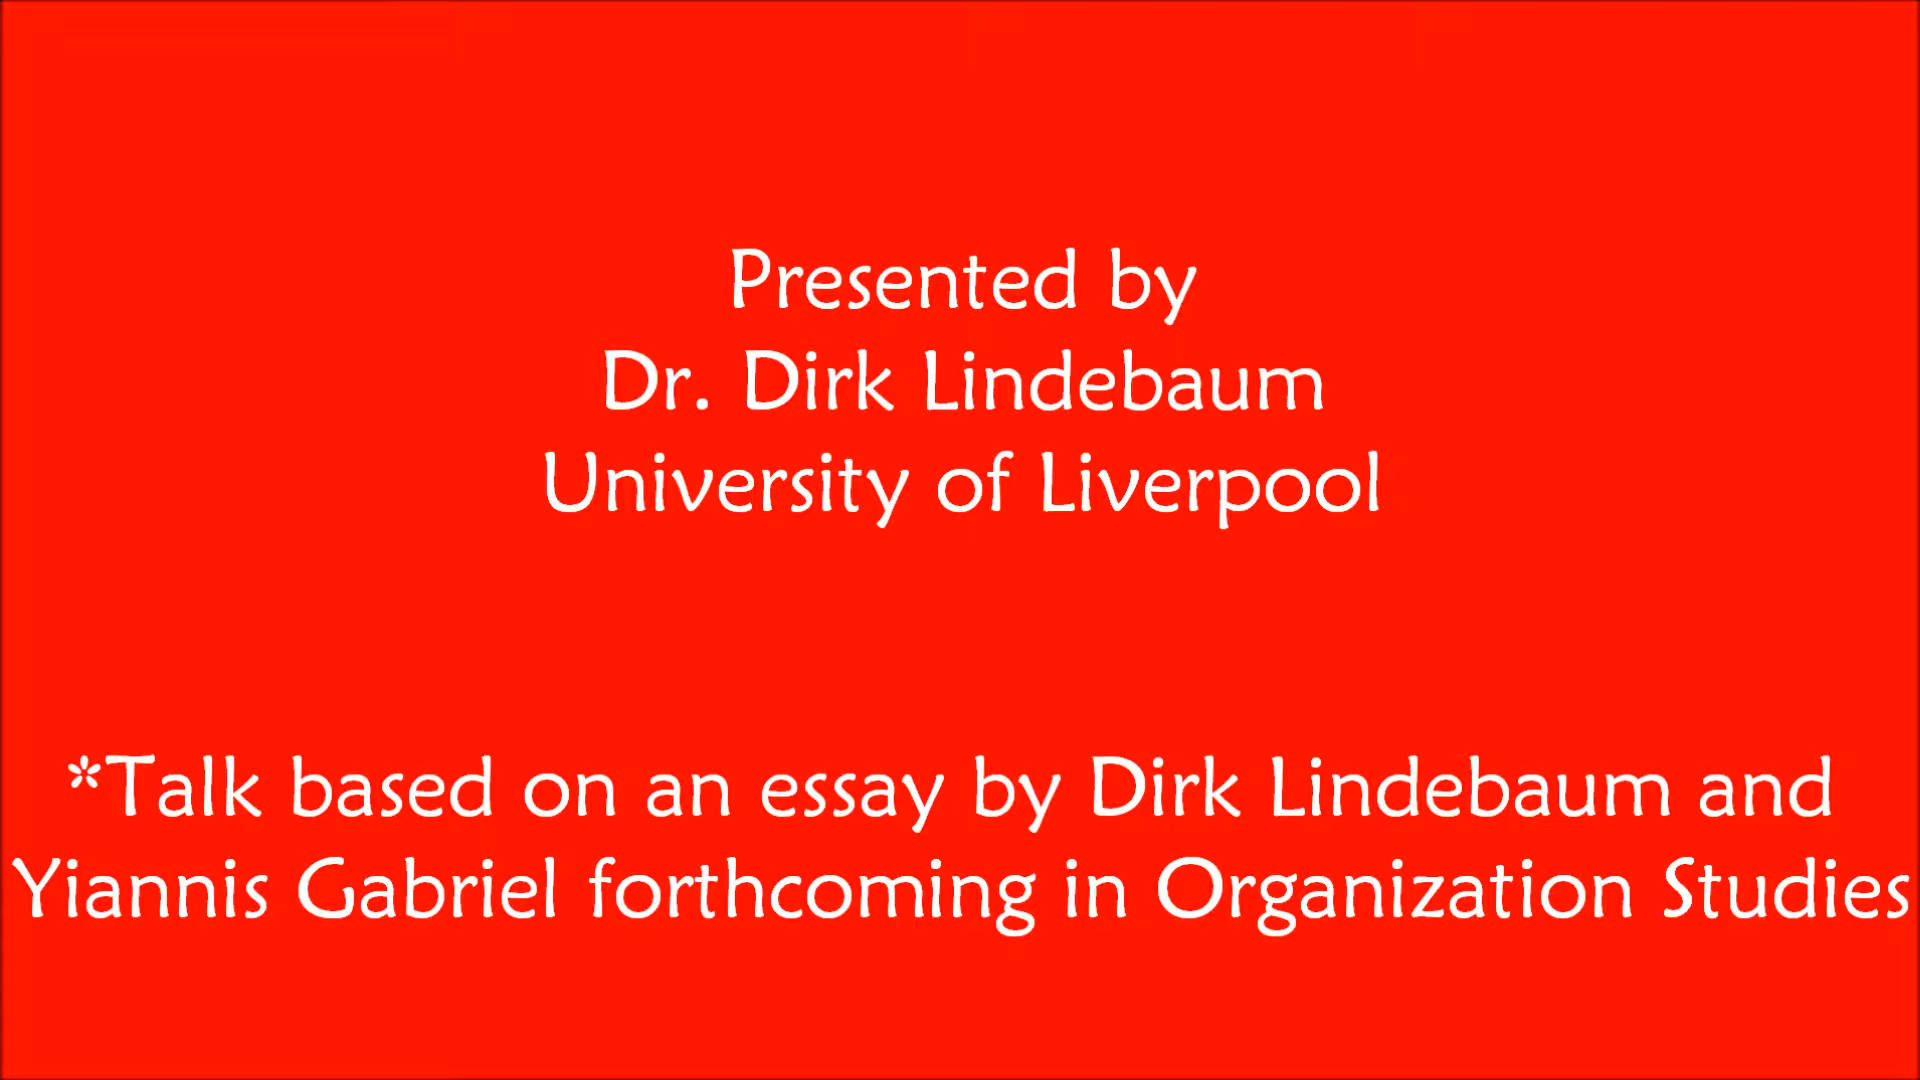 Presented by
Dr. Dirk Lindebaum
University of Liverpool
*Talk based on an essay by Dirk Lindebaum and
Yiannis Gabriel forthcoming in Organization Studies